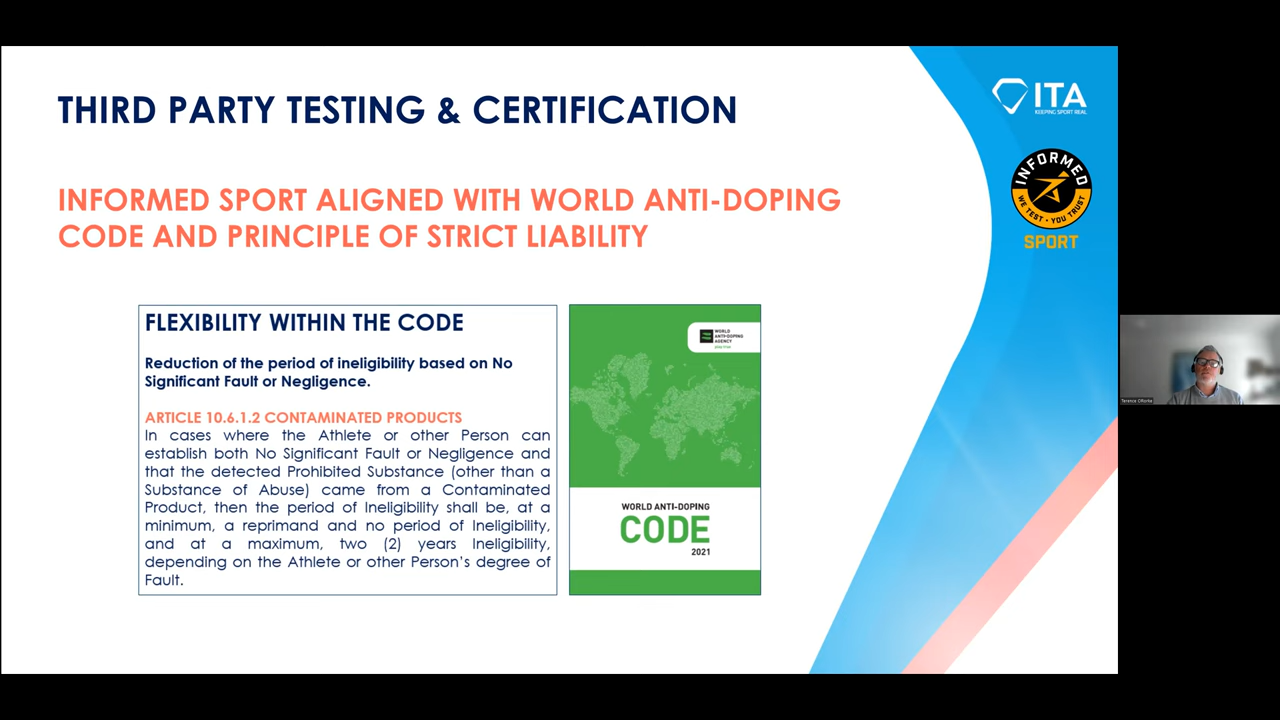 THIRD PARTY TESTING & CERTIFICATION
INFORMED SPORT ALIGNED WITH WORLD ANTI-DOPING
CODE AND PRINCIPLE OF STRICT LIABILITY
ITA
KEEPING SPORT REAL
INFORMED
WE TEST • YOU TRUST
SPORT
FLEXIBILITY WITHIN THE CODE
Reduction of the period of ineligibility based on No
Significant Fault or Negligence.
ARTICLE 10.6.1.2 CONTAMINATED PRODUCTS
In cases where the Athlete or other Person can
establish both No Significant Fault or Negligence and
that the detected Prohibited Substance (other than a
Substance of Abuse) came from a Contaminated
Product, then the period of Ineligibility shall be, at a
minimum, a reprimand and no period of Ineligibility,
and at a maximum, two (2) years Ineligibility,
depending on the Athlete or other Person's degree of
Fault.
WORLD
ANTI-DOPING
AGENCY
WORLD ANTI-DOPING
CODE
2021
Terence O'Rorke